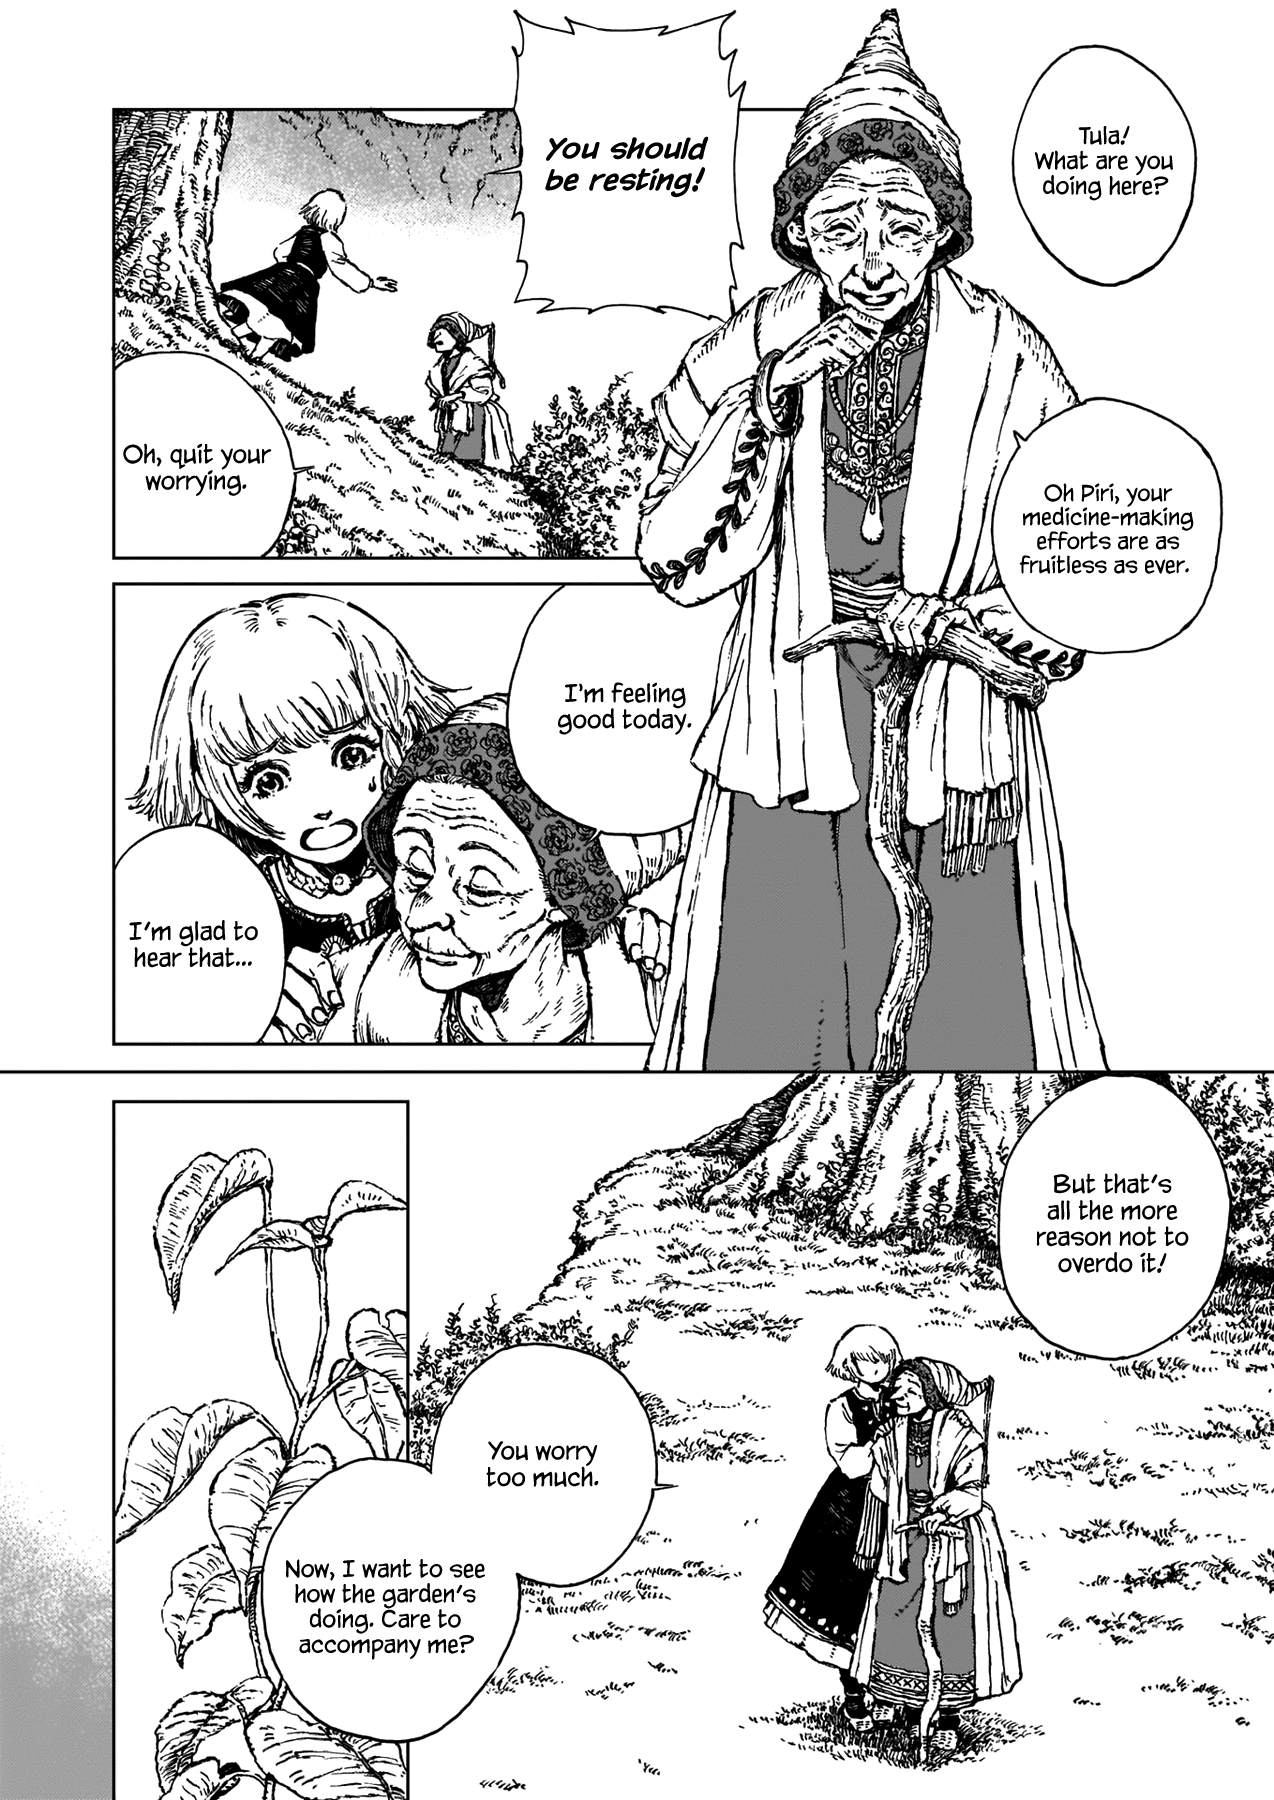 Tula!
What are you
doing here?
Oh Piri, your
medicine-making
efforts are as
fruitless as ever.
You should
be resting!
Oh, quit your
worrying.
I'm feeling
good today.
I'm glad to
hear that...
But that's
all the more
reason not to
overdo it!
You worry
too much.
Now, I want to see
how the garden's
doing. Care to
accompany me?